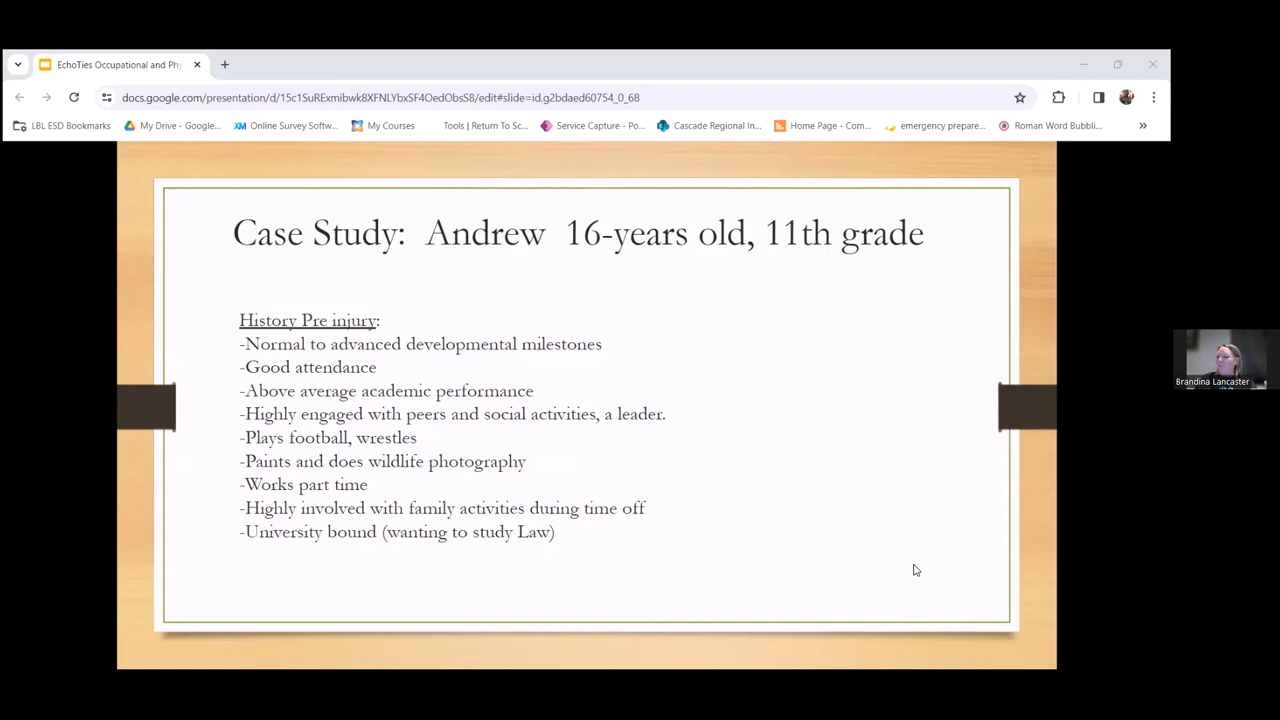 EchoTies Occupational and Phy
docs.google.com/presentation/d/15c1SuRExmibwk8XFNLYbxSF4OedObsS8/edit#slide=id.g2bdaed60754_0_68
LBL ESD Bookmarks My Drive - Google... Online Survey Softw... My Courses Tools | Return To Sc... Service Capture - Po... Cascade Regional In... Home Page - Com... emergency prepare... Roman Word Bubbli...
Case Study: Andrew 16-years old, 11th grade
History Pre injury:
-Normal to advanced developmental milestones
-Good attendance
-Above average academic performance
-Highly engaged with peers and social activities, a leader.
-Plays football, wrestles
-Paints and does wildlife photography
-Works part time
-Highly involved with family activities during time off
-University bound (wanting to study Law)
Brandina Lancaster